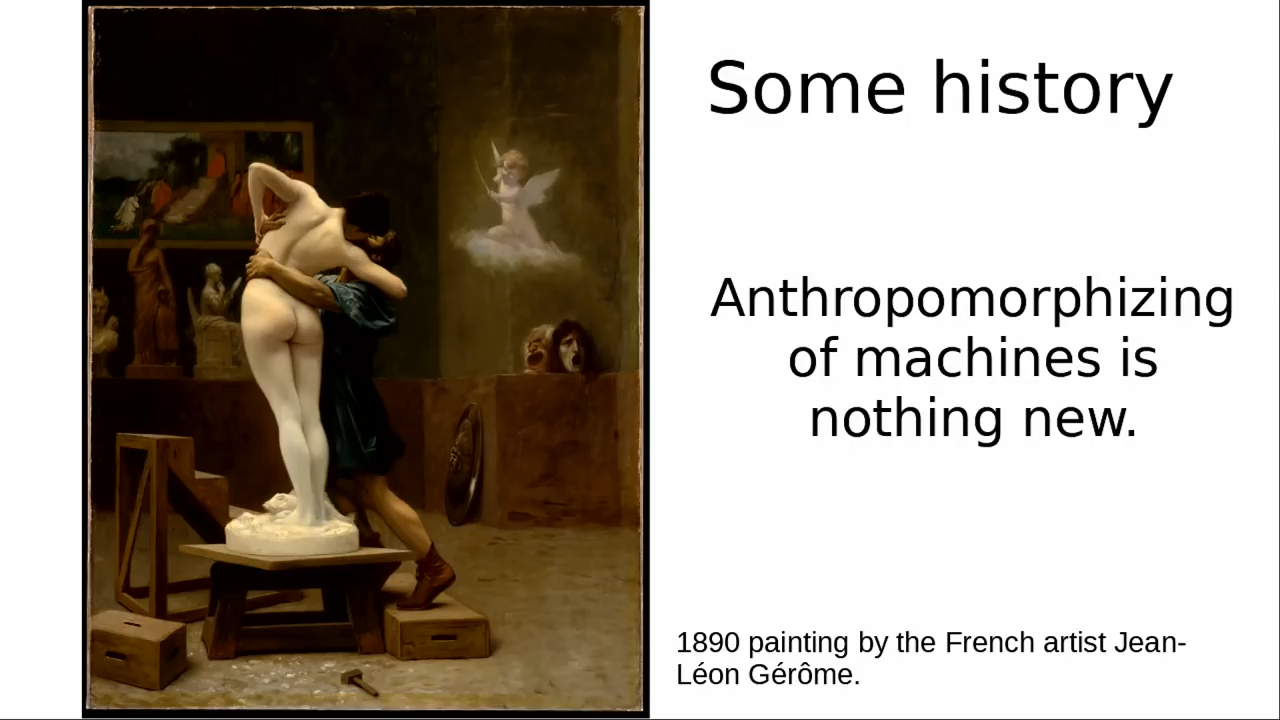 Some history
Anthropomorphizing
of machines is
nothing new.
1890 painting by the French artist Jean-
Léon Gérôme.